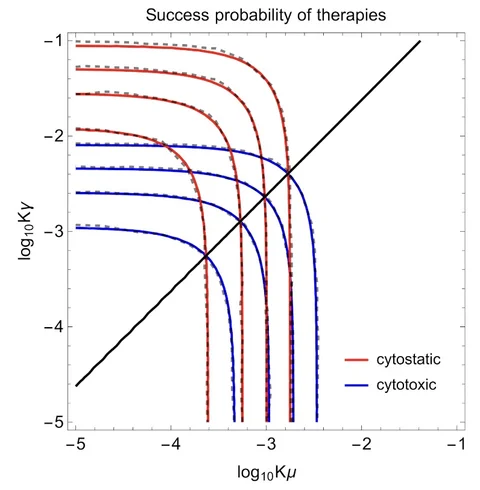 Success probability of therapies
−1
−2
−3
−4
−5
log10Kγ
cytostatic
cytotoxic
−5 −4 −3 −2 −1
log10Kμ